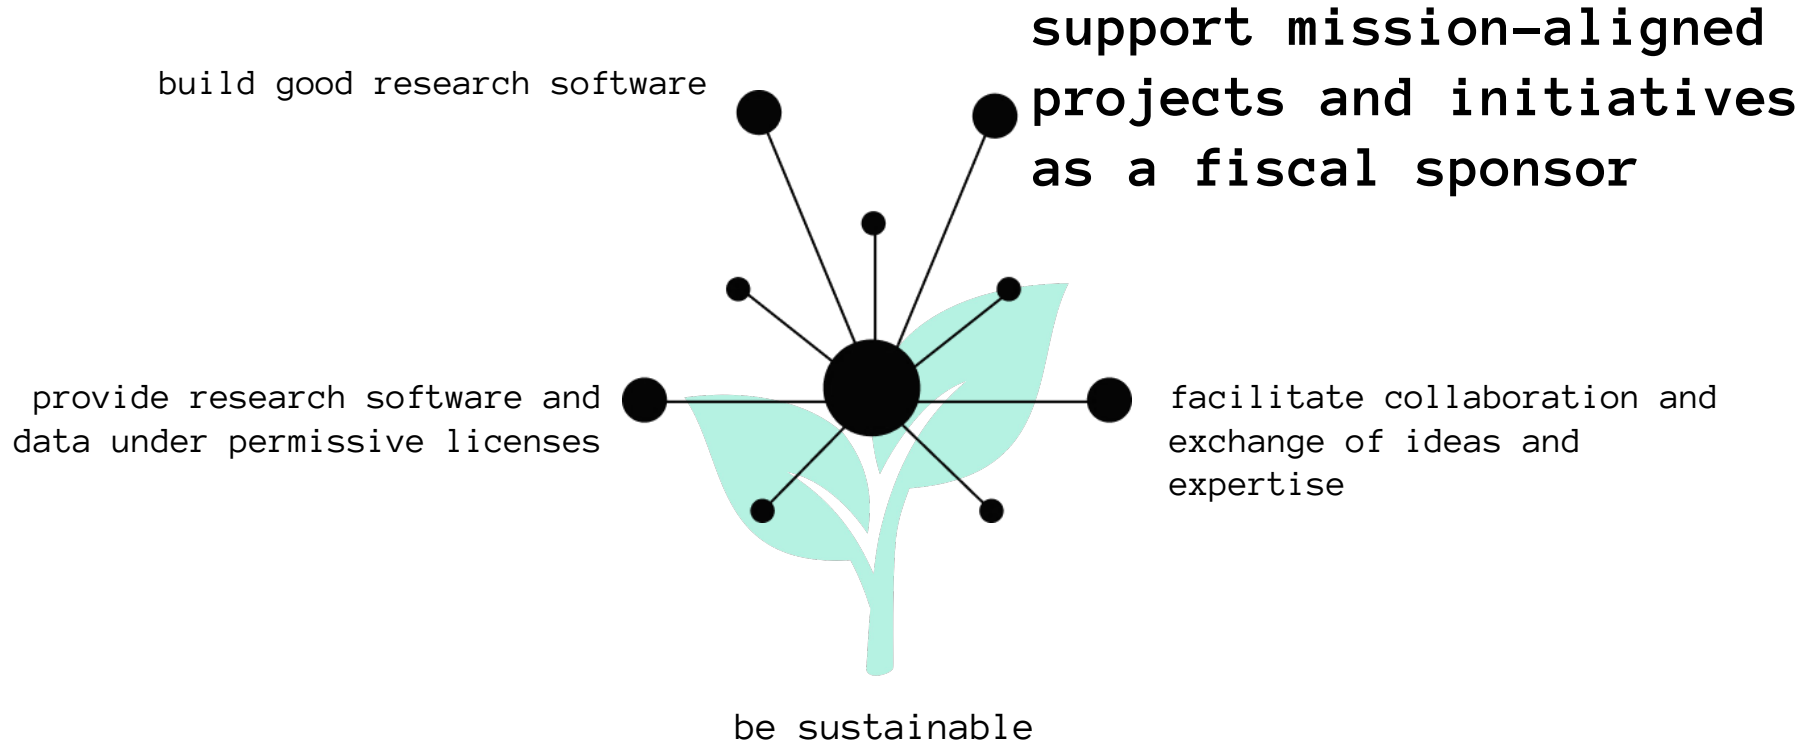 support mission-aligned
projects and initiatives
as a fiscal sponsor
build good research software
provide research software and
data under permissive licenses
facilitate collaboration and
exchange of ideas and
expertise
be sustainable